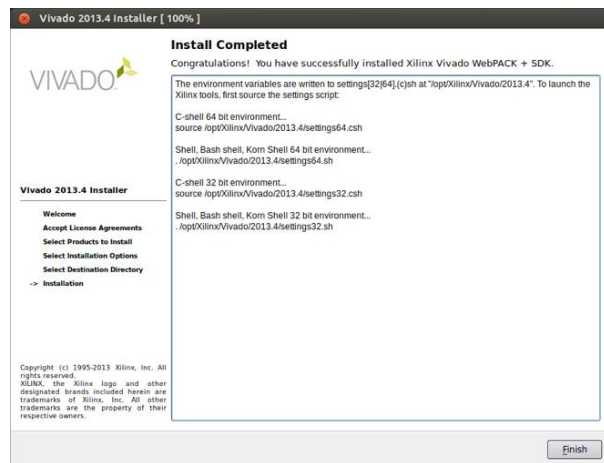 Vivado 2013.4 Installer [ 100% ]
VIVADO
Install Completed
Congratulations! You have successfully installed Xilinx Vivado WebPACK + SDK.
The environment variables are written to settings[32|64].(c)sh at "/opt/Xilinx/Vivado/2013.4". To launch the
Xilinx tools, first source the settings script:
C-shell 64 bit environment...
source /opt/Xilinx/Vivado/2013.4/settings64.csh
Shell, Bash shell, Korn Shell 64 bit environment...
. /opt/Xilinx/Vivado/2013.4/settings64.sh
C-shell 32 bit environment...
source /opt/Xilinx/Vivado/2013.4/settings32.csh
Shell, Bash shell, Korn Shell 32 bit environment...
. /opt/Xilinx/Vivado/2013.4/settings32.sh
Vivado 2013.4 Installer
Welcome
Accept License Agreements
Select Products to Install
Select Installation Options
Select Destination Directory
-> Installation
Copyright (c) 1995-2013 Xilinx, Inc. All
rights reserved.
XILINX, the Xilinx logo and other
designated brands included herein are
trademarks of Xilinx, Inc. All other
trademarks are the property of their
respective owners.
Finish